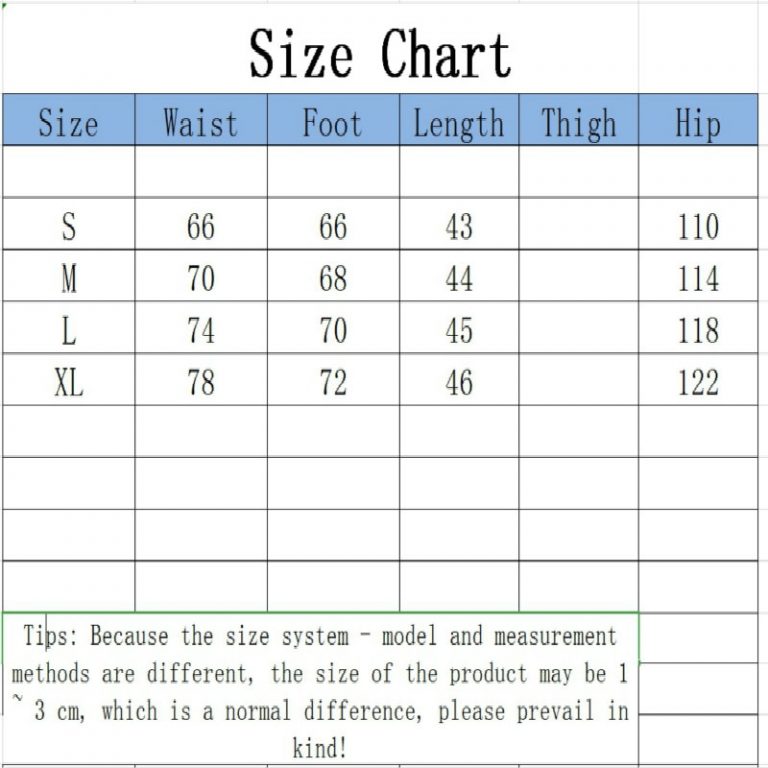 Size Chart
Size Waist Foot Length Thigh Hip
S 66 66 43 110
M 70 68 44 114
L 74 70 45 118
XL 78 72 46 122
Tips: Because the size system - model and measurement
methods are different, the size of the product may be 1
~ 3 cm, which is a normal difference, please prevail in
kind!